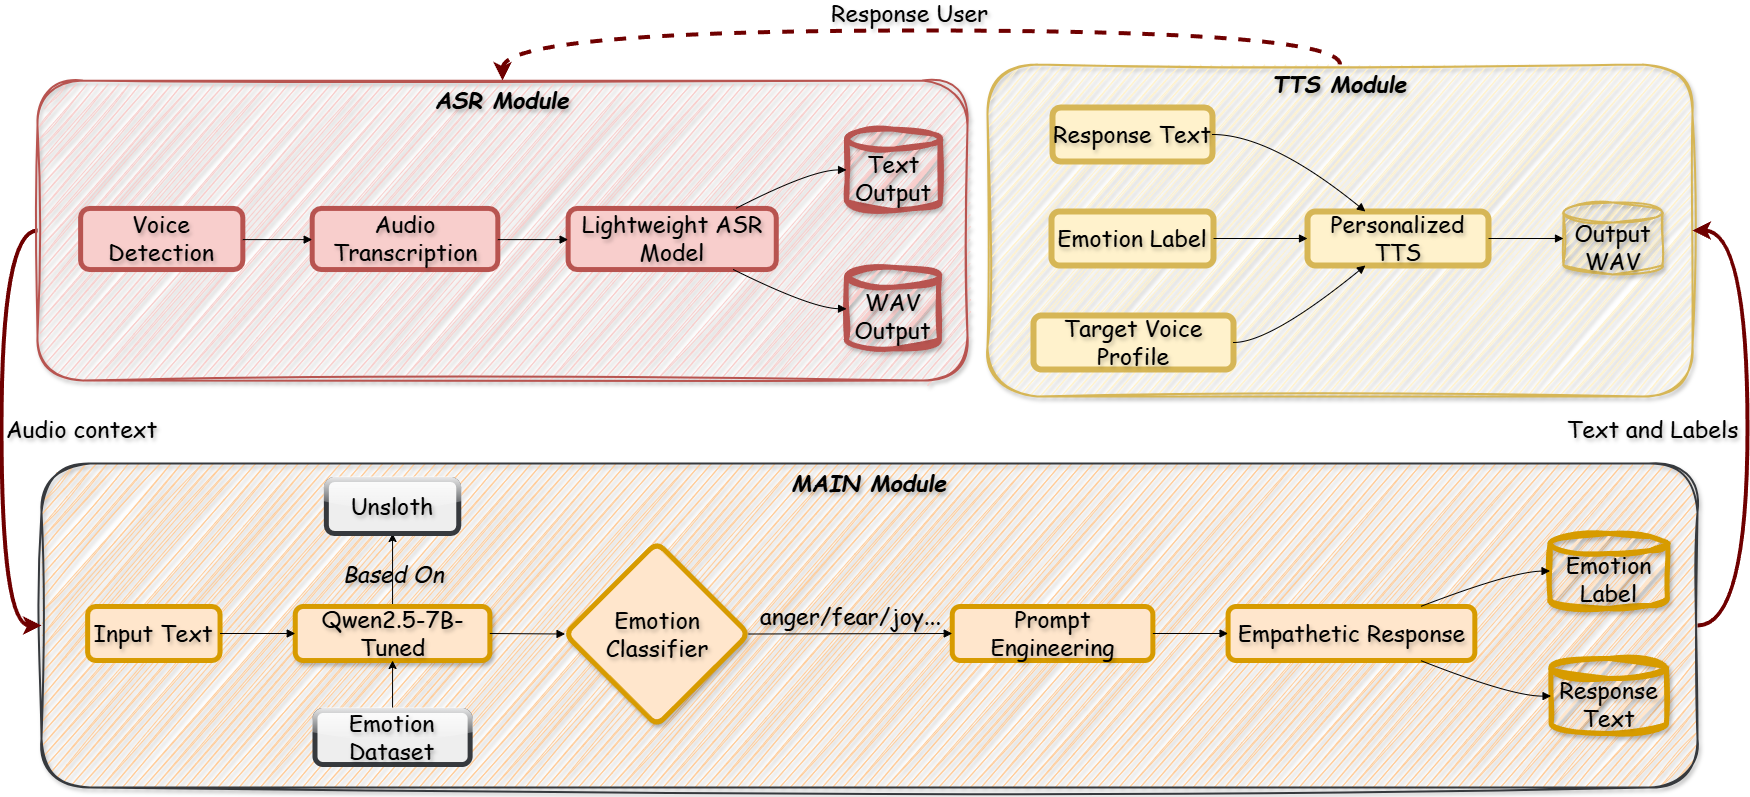 Response User
ASR Module
Voice
Detection
Audio
Transcription
Lightweight ASR
Model
Text
Output
WAV
Output
TTS Module
Response Text
Emotion Label
Target Voice
Profile
Personalized
TTS
Output
WAV
Audio context
Text and Labels
MAIN Module
Unsloth
Based On
Input Text
Qwen2.5-7B-
Tuned
Emotion
Dataset
Emotion
Classifier
anger/fear/joy...
Prompt
Engineering
Empathetic Response
Emotion
Label
Response
Text